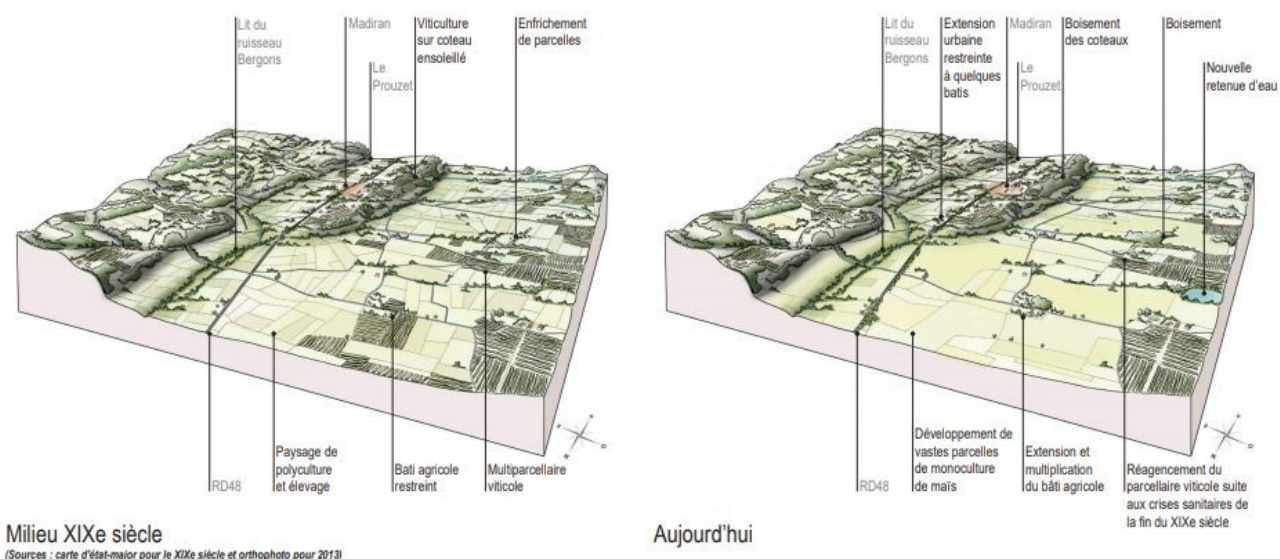 Lit du
ruisseau
Bergons
Madiran
Le
Prouzet
Viticulture
sur coteau
ensoleillé
Enfrichement
de parcelles
RD48
Paysage de
polyculture
et élevage
Bati agricole
restreint
Multiparcellaire
viticole
Milieu XIXe siècle
(Sources : carte d'état-major pour le XIXe siècle et orthophoto pour 2013)
Lit du
ruisseau
Bergons
Extension
urbaine
restreinte
à quelques
batis
Madiran
Le
Prouzet
Boisement
des coteaux
Boisement
Nouvelle
retenue d'eau
RD48
Développement de
vastes parcelles
de monoculture
de maïs
Extension et
multiplication
du bâti agricole
Réagencement du
parcellaire viticole suite
aux crises sanitaires de
la fin du XIXe siècle
Aujourd'hui